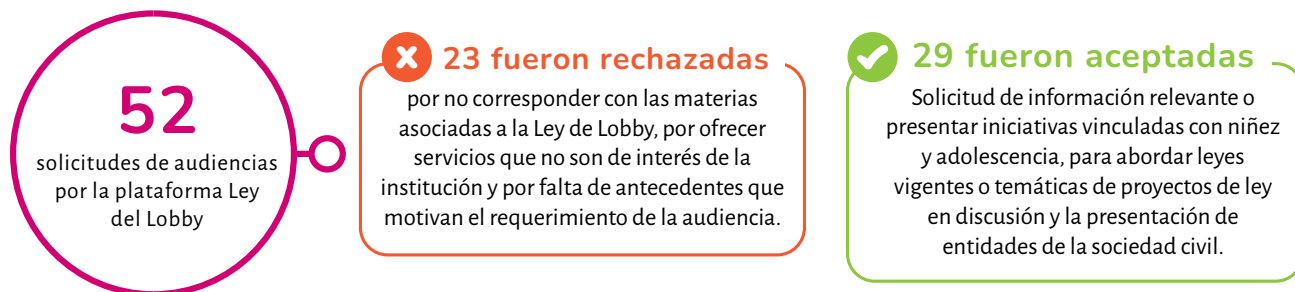 52
solicitudes de audiencias
por la plataforma Ley
del Lobby
23 fueron rechazadas
por no corresponder con las materias
asociadas a la Ley de Lobby, por ofrecer
servicios que no son de interés de la
institución y por falta de antecedentes que
motivan el requerimiento de la audiencia.
29 fueron aceptadas
Solicitud de información relevante o
presentar iniciativas vinculadas con niñez
y adolescencia, para abordar leyes
vigentes o temáticas de proyectos de ley
en discusión y la presentación de
entidades de la sociedad civil.